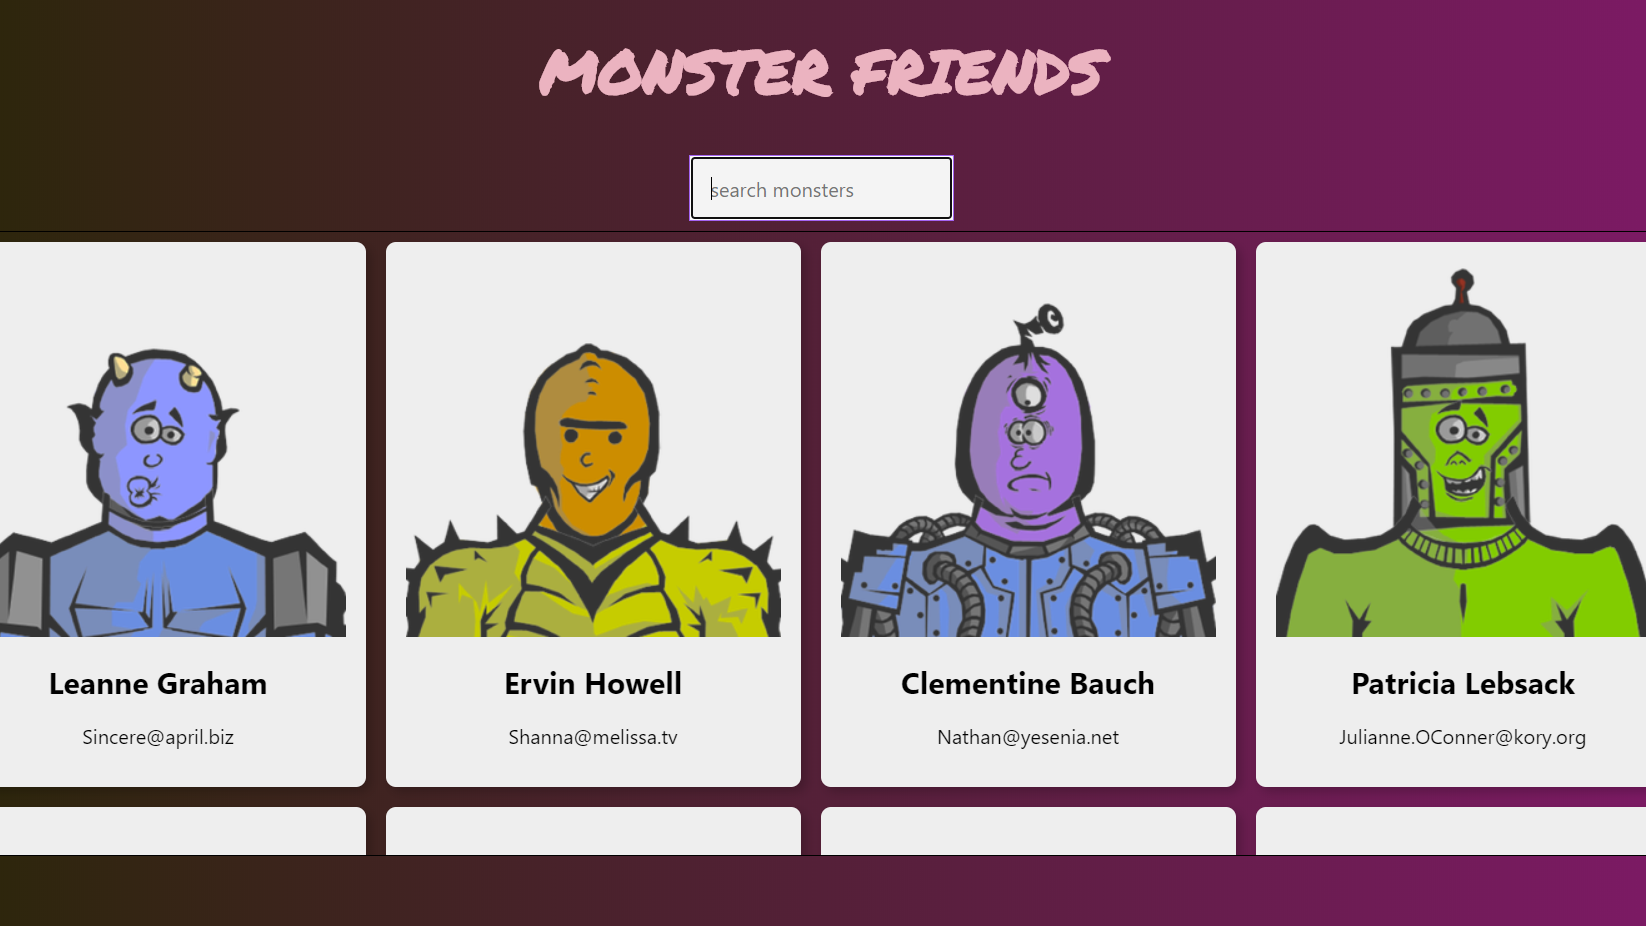 MONSTER FRIENDS
search monsters
Leanne Graham
Sincere@april.biz
Ervin Howell
Shanna@melissa.tv
Clementine Bauch
Nathan@yesenia.net
Patricia Lebsack
Julianne.OConner@kory.org